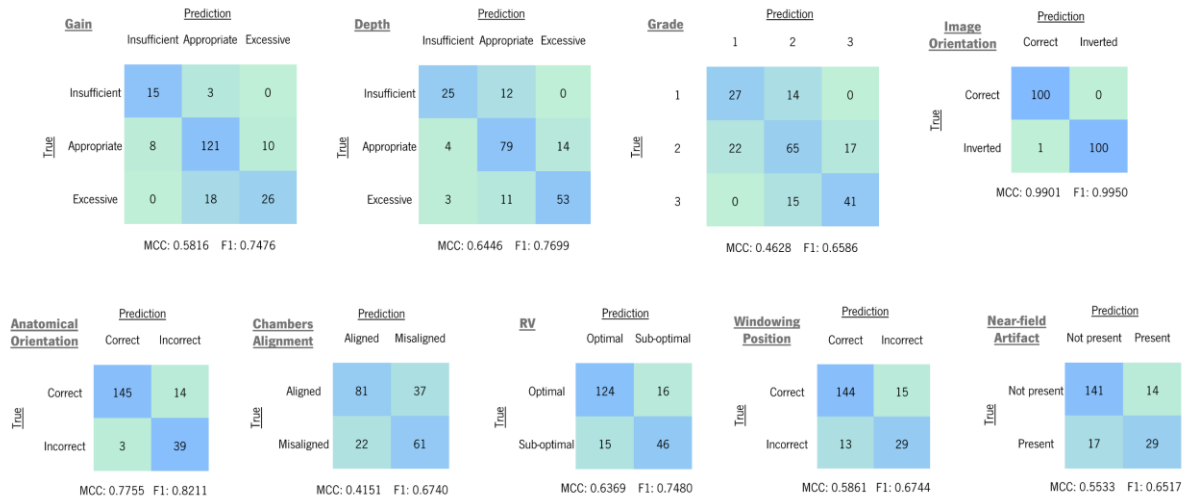 Gain
Prediction
Insufficient Appropriate Excessive
True
Insufficient 15 3 0
Appropriate 8 121 10
Excessive 0 18 26
MCC: 0.5816 F1: 0.7476
Depth
Prediction
Insufficient Appropriate Excessive
True
Insufficient 25 12 0
Appropriate 4 79 14
Excessive 3 11 53
MCC: 0.6446 F1: 0.7699
Grade
Prediction
1 2 3
True
1 27 14 0
2 22 65 17
3 0 15 41
MCC: 0.4628 F1: 0.6586
Image
Orientation
Prediction
Correct Inverted
True
Correct 100 0
Inverted 1 100
MCC: 0.9901 F1: 0.9950
Anatomical
Orientation
Prediction
Correct Incorrect
True
Correct 145 14
Incorrect 3 39
MCC: 0.7755 F1: 0.8211
Chambers
Alignment
Prediction
Aligned Misaligned
True
Aligned 81 37
Misaligned 22 61
MCC: 0.4151 F1: 0.6740
RV
Prediction
Optimal Sub-optimal
True
Optimal 124 16
Sub-optimal 15 46
MCC: 0.6369 F1: 0.7480
Windowing
Position
Prediction
Correct Incorrect
True
Correct 144 15
Incorrect 13 29
MCC: 0.5861 F1: 0.6744
Near-field
Artifact
Prediction
Not present Present
True
Not present 141 14
Present 17 29
MCC: 0.5533 F1: 0.6517